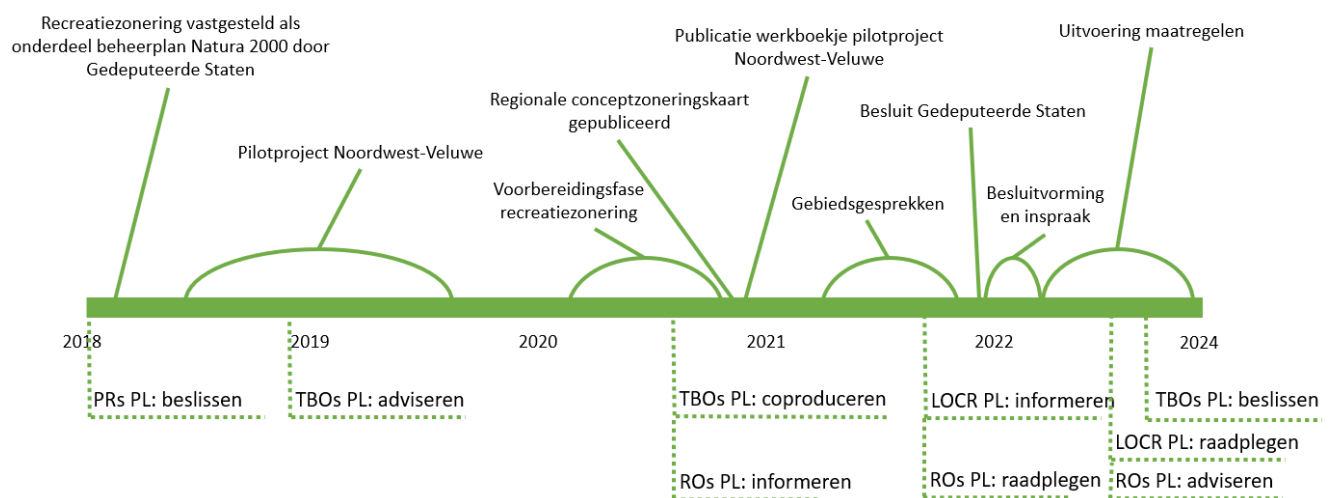 Recreatiezonering vastgesteld als
onderdeel beheerplan Natura 2000 door
Gedeputeerde Staten
Pilotproject Noordwest-Veluwe
Voorbereidingsfase
recreatiezonering
Regionale conceptzoneringskaart
gepubliceerd
Publicatie werkboekje pilotproject
Noordwest-Veluwe
Gebiedsgesprekken
Besluit Gedeputeerde Staten
Besluitvorming
en inspraak
Uitvoering maatregelen
2018
2019
2020
2021
2022
2024
PRs PL: beslissen
TBOs PL: adviseren
TBOs PL: coproduceren
ROs PL: informeren
LOCR PL: informeren
ROs PL: raadplegen
TBOs PL: beslissen
LOCR PL: raadplegen
ROs PL: adviseren